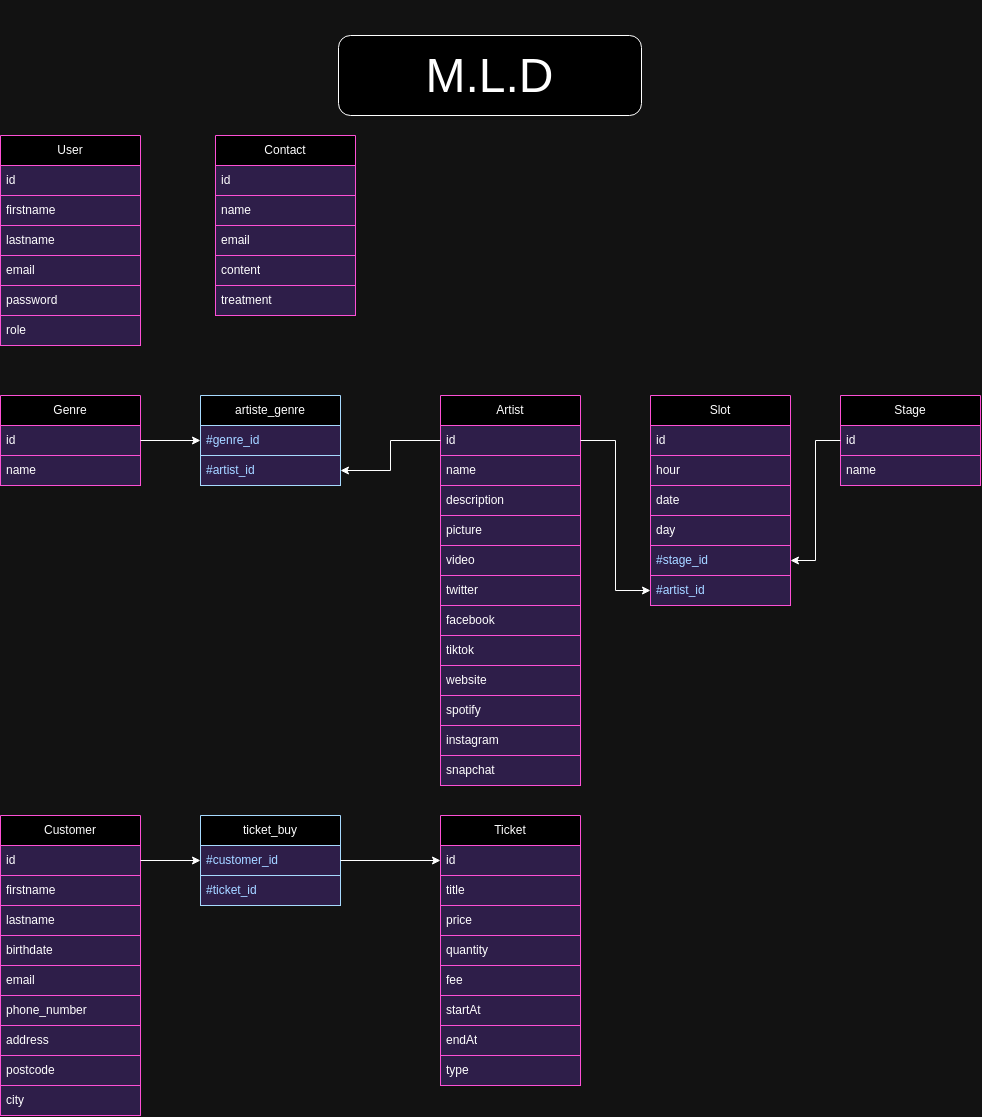 M.L.D
User
id
firstname
lastname
email
password
role
Contact
id
name
email
content
treatment
Genre
id
name
artiste_genre
#genre_id
#artist_id
Artist
id
name
description
picture
video
twitter
facebook
tiktok
website
spotify
instagram
snapchat
Slot
id
hour
date
day
#stage_id
#artist_id
Stage
id
name
Customer
id
firstname
lastname
birthdate
email
phone_number
address
postcode
city
ticket_buy
#customer_id
#ticket_id
Ticket
id
title
price
quantity
fee
startAt
endAt
type